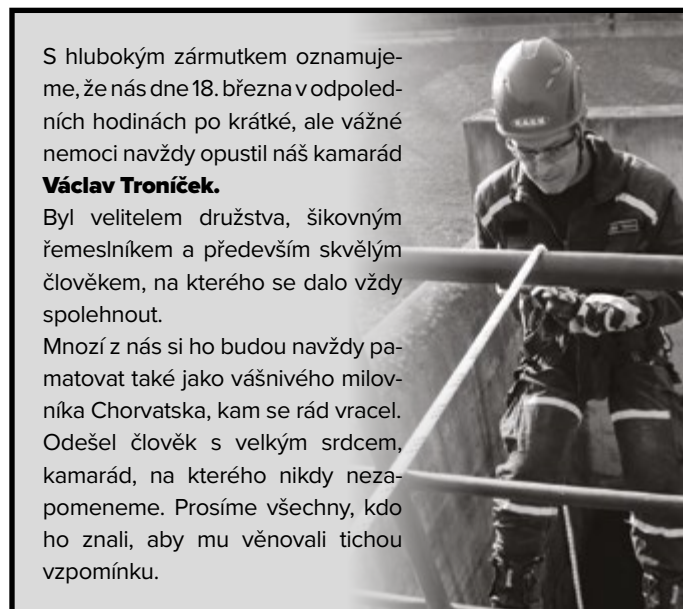 S hlubokým zármutkem oznamuje-
me, že nás dne 18. března v odpoled-
ních hodinách po krátké, ale vážné
nemoci navždy opustil náš kamarád
Václav Troníček.
Byl velitelem družstva, šikovným
řemeslníkem a především skvělým
člověkem, na kterého se dalo vždy
spolehnout.
Mnozí z nás si ho budou navždy pa-
matovat také jako vášnivého milov-
níka Chorvatska, kam se rád vracel.
Odešel člověk s velkým srdcem,
kamarád, na kterého nikdy neza-
pomeneme. Prosíme všechny, kdo
ho znali, aby mu věnovali tichou
vzpomínku.